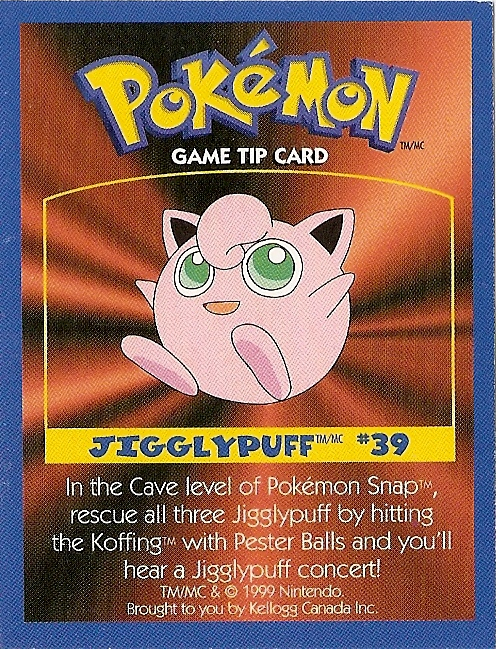 POKéMON TM/MC
GAME TIP CARD
JIGGLYPUFF TM/MC #39
In the Cave level of Pokémon Snap™,
rescue all three Jigglypuff by hitting
the Koffing™ with Pester Balls and you'll
hear a Jigglypuff concert!
TM/MC & © 1999 Nintendo.
Brought to you by Kellogg Canada Inc.